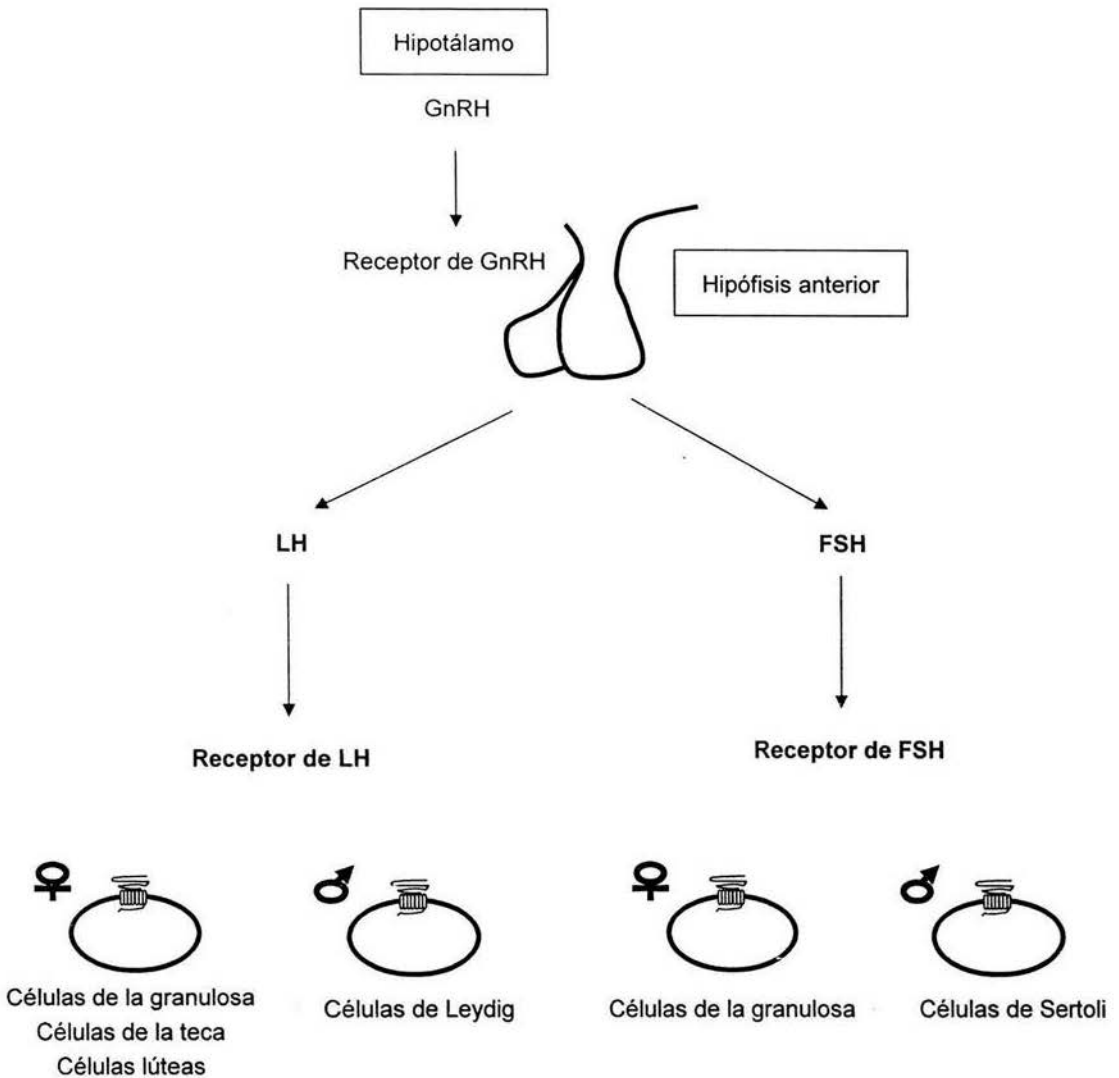 Hipotálamo
GnRH
Receptor de GnRH
Hipófisis anterior
LH
FSH
Receptor de LH
Receptor de FSH
Células de la granulosa
Células de la teca
Células lúteas
Células de Leydig
Células de la granulosa
Células de Sertoli